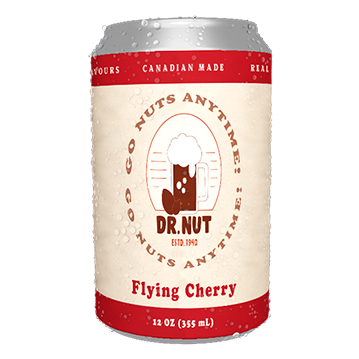 VOURS CANADIAN MADE REAL
GO NUTS ANYTIME!
GO NUTS ANYTIME!
DR.NUT
ESTD.1940
Flying Cherry
12 OZ (355 mL)